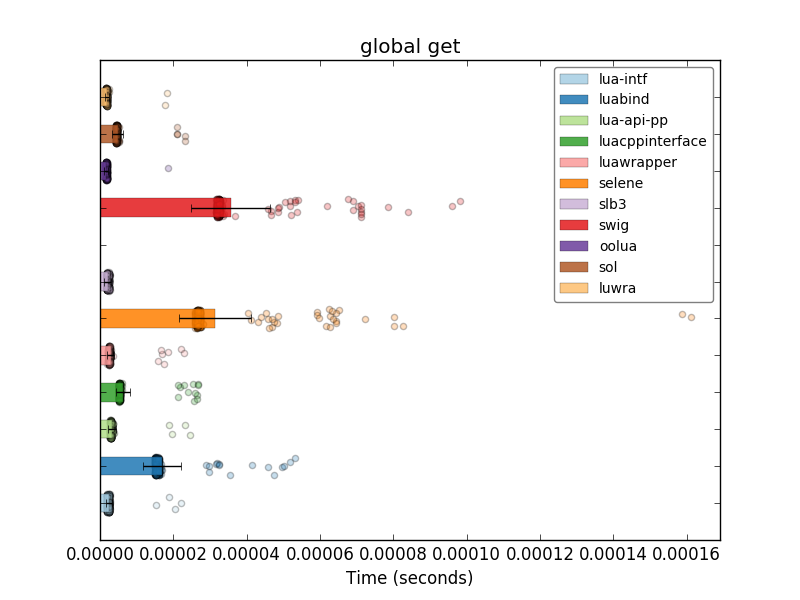 global get
lua-intf
luabind
lua-api-pp
luacppinterface
luawrapper
selene
slb3
swig
oolua
sol
luwra
0.00000 0.00002 0.00004 0.00006 0.00008 0.00010 0.00012 0.00014 0.00016
Time (seconds)